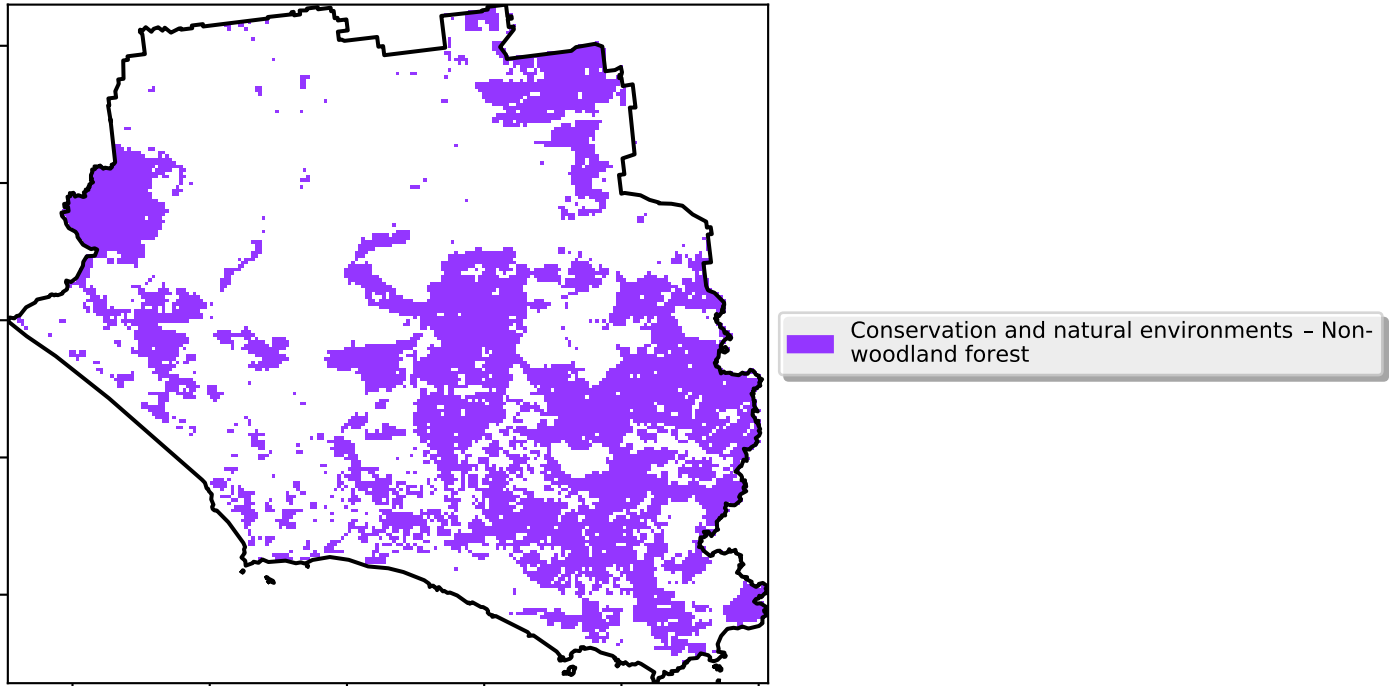 Conservation and natural environments – Non-
woodland forest